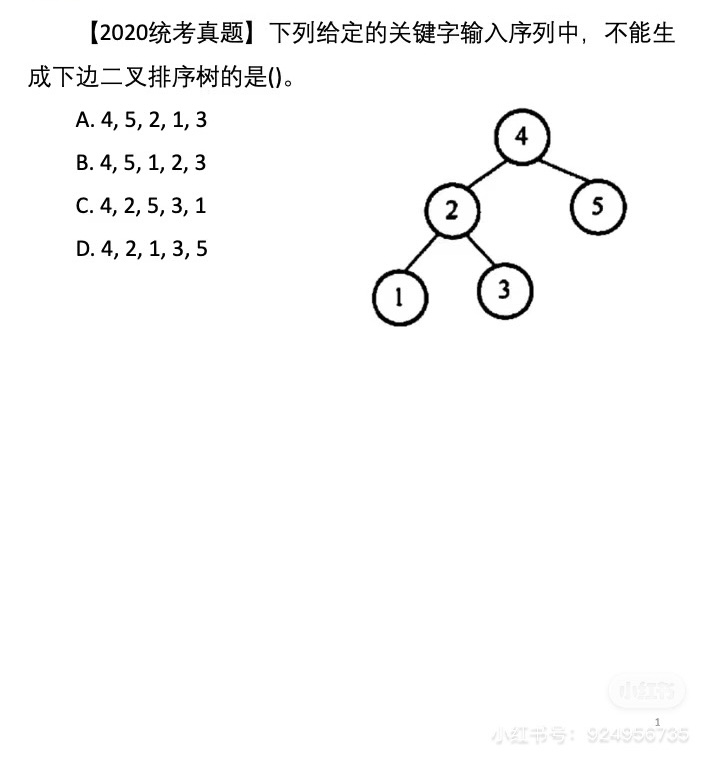 【2020统考真题】下列给定的关键字输入序列中，不能生
成下边二叉排序树的是()。
A. 4, 5, 2, 1, 3
B. 4, 5, 1, 2, 3
C. 4, 2, 5, 3, 1
D. 4, 2, 1, 3, 5
4
2
5
1
3
小红书
1
小红书号：924956735